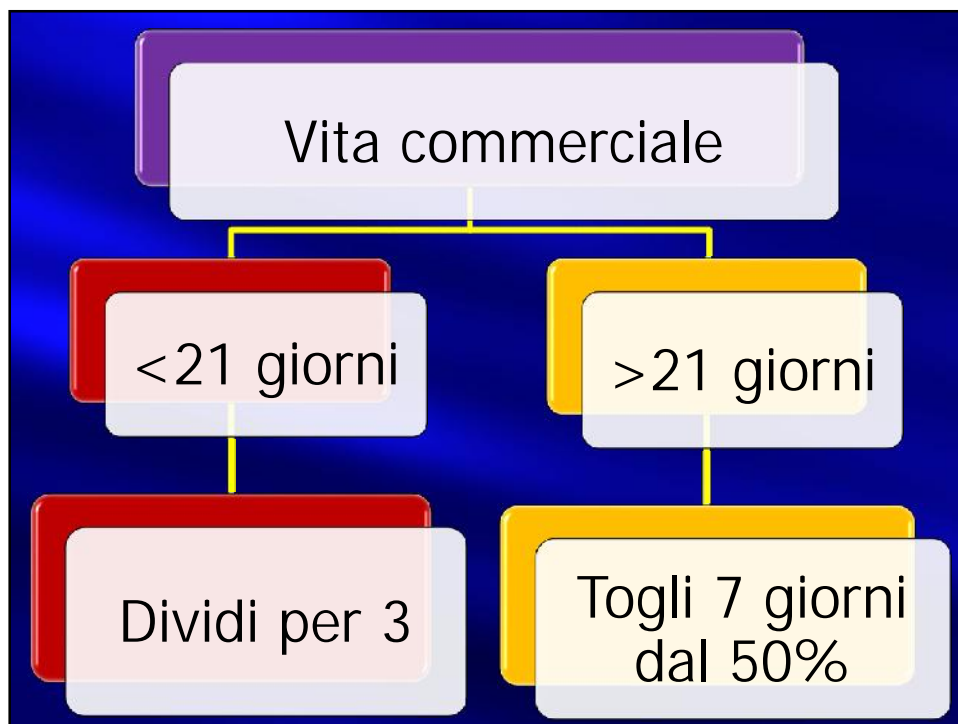 Vita commerciale
<21 giorni
>21 giorni
Dividi per 3
Togli 7 giorni
dal 50%